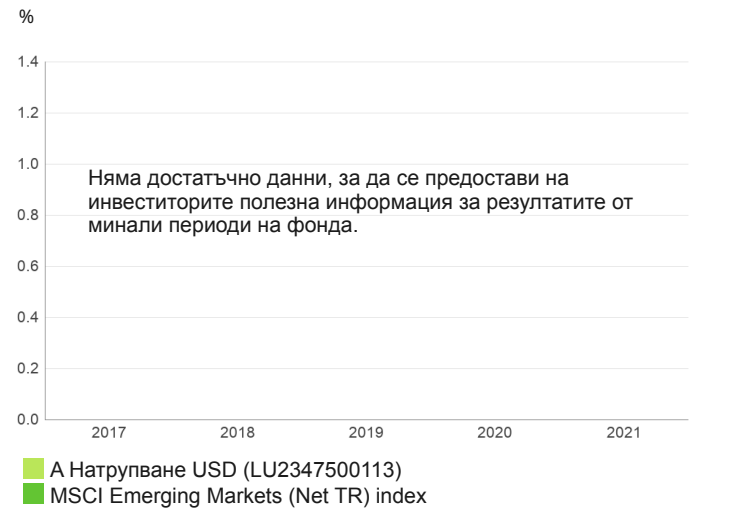 %
1.4
1.2
1.0
Няма достатъчно данни, за да се предостави на
инвеститорите полезна информация за резултатите от
0.8
минали периоди на фонда.
0.6
0.4
0.2
0.0
2017 2018 2019 2020 2021
А Натрупване USD (LU2347500113)
MSCI Emerging Markets (Net TR) index